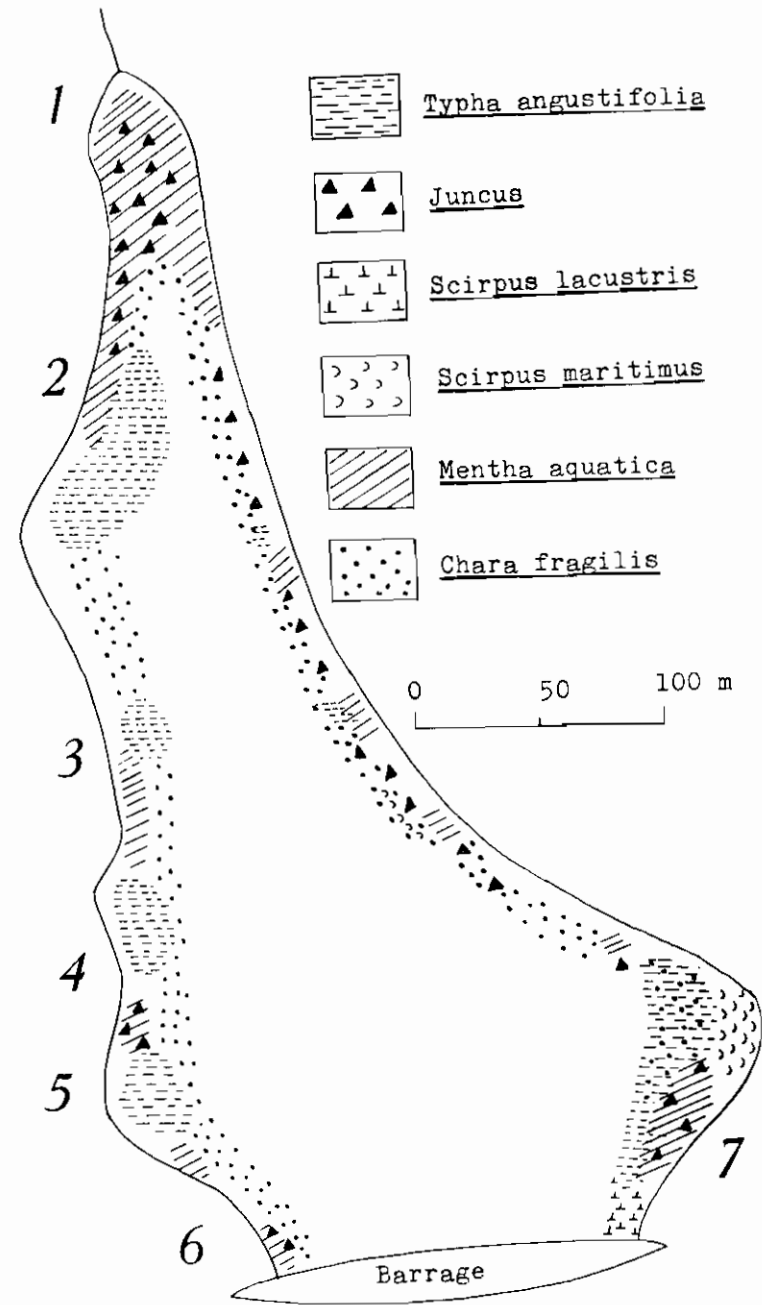 1
Typha angustifolia
Juncus
Scirpus lacustris
2
Scirpus maritimus
Mentha aquatica
Chara fragilis
0 50 100 m
3
4
5
7
6
Barrage